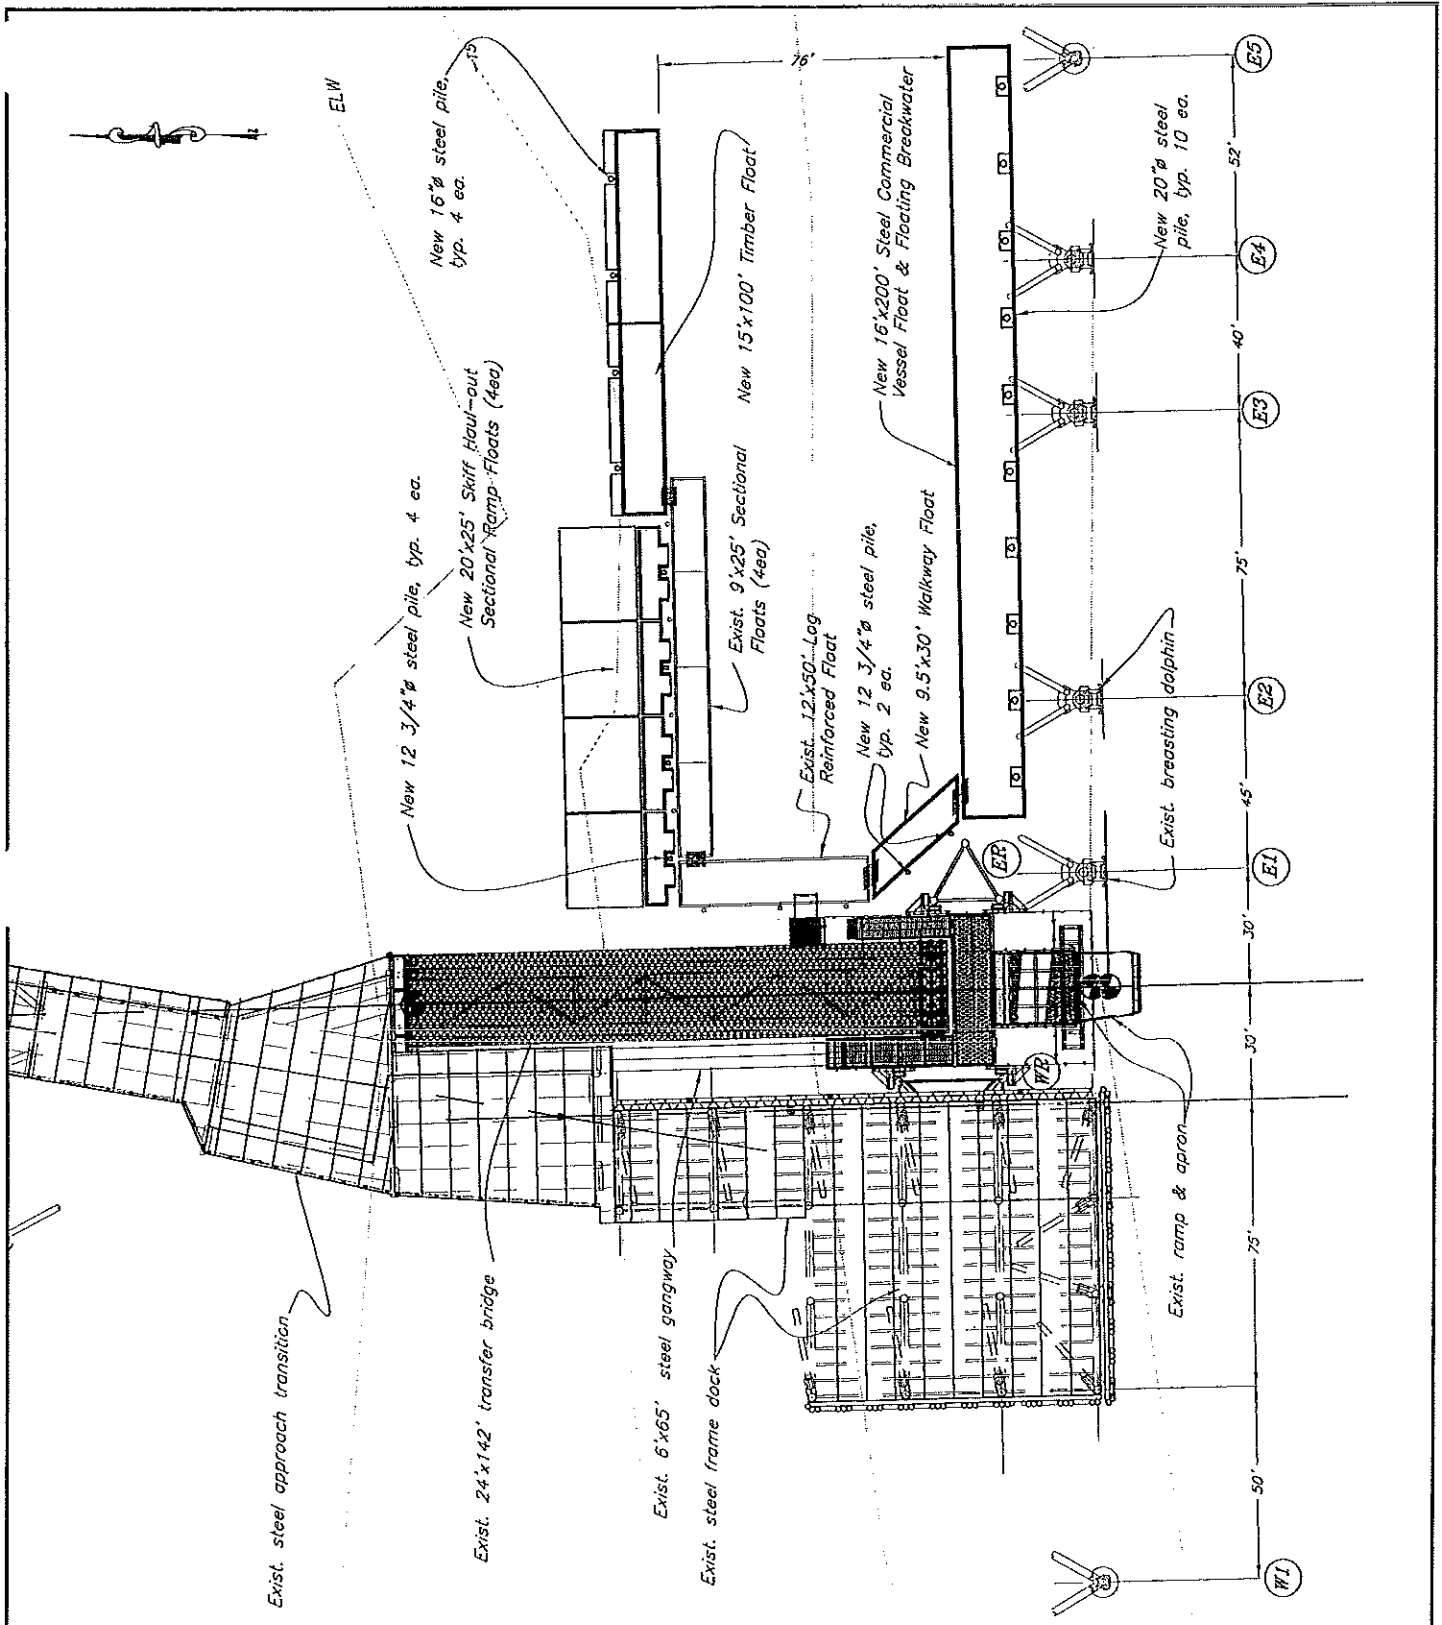 ELW
-15
New 16"ø steel pile,
typ. 4 ea.
76'
New 15'x100' Timber Float
New 16'x200' Steel Commercial
Vessel Float & Floating Breakwater
New 20"ø steel
pile, typ. 10 ea.
New 20'x25' Skiff Haul-out
Sectional Ramp Floats (4ea)
New 12 3/4"ø steel pile, typ. 4 ea.
Exist. 9'x25' Sectional
Floats (4ea)
Exist. 12'x50' Log
Reinforced Float
New 12 3/4"ø steel pile,
typ. 2 ea.
New 9.5'x30' Walkway Float
Exist. breasting dolphin
Exist. steel approach transition
Exist. 24'x142' transfer bridge
Exist. 6'x65' steel gangway
Exist. steel frame dock
Exist. ramp & apron
ER
WR
E5
52'
E4
40'
E3
75'
E2
45'
E1
30'
30'
75'
50'
W1